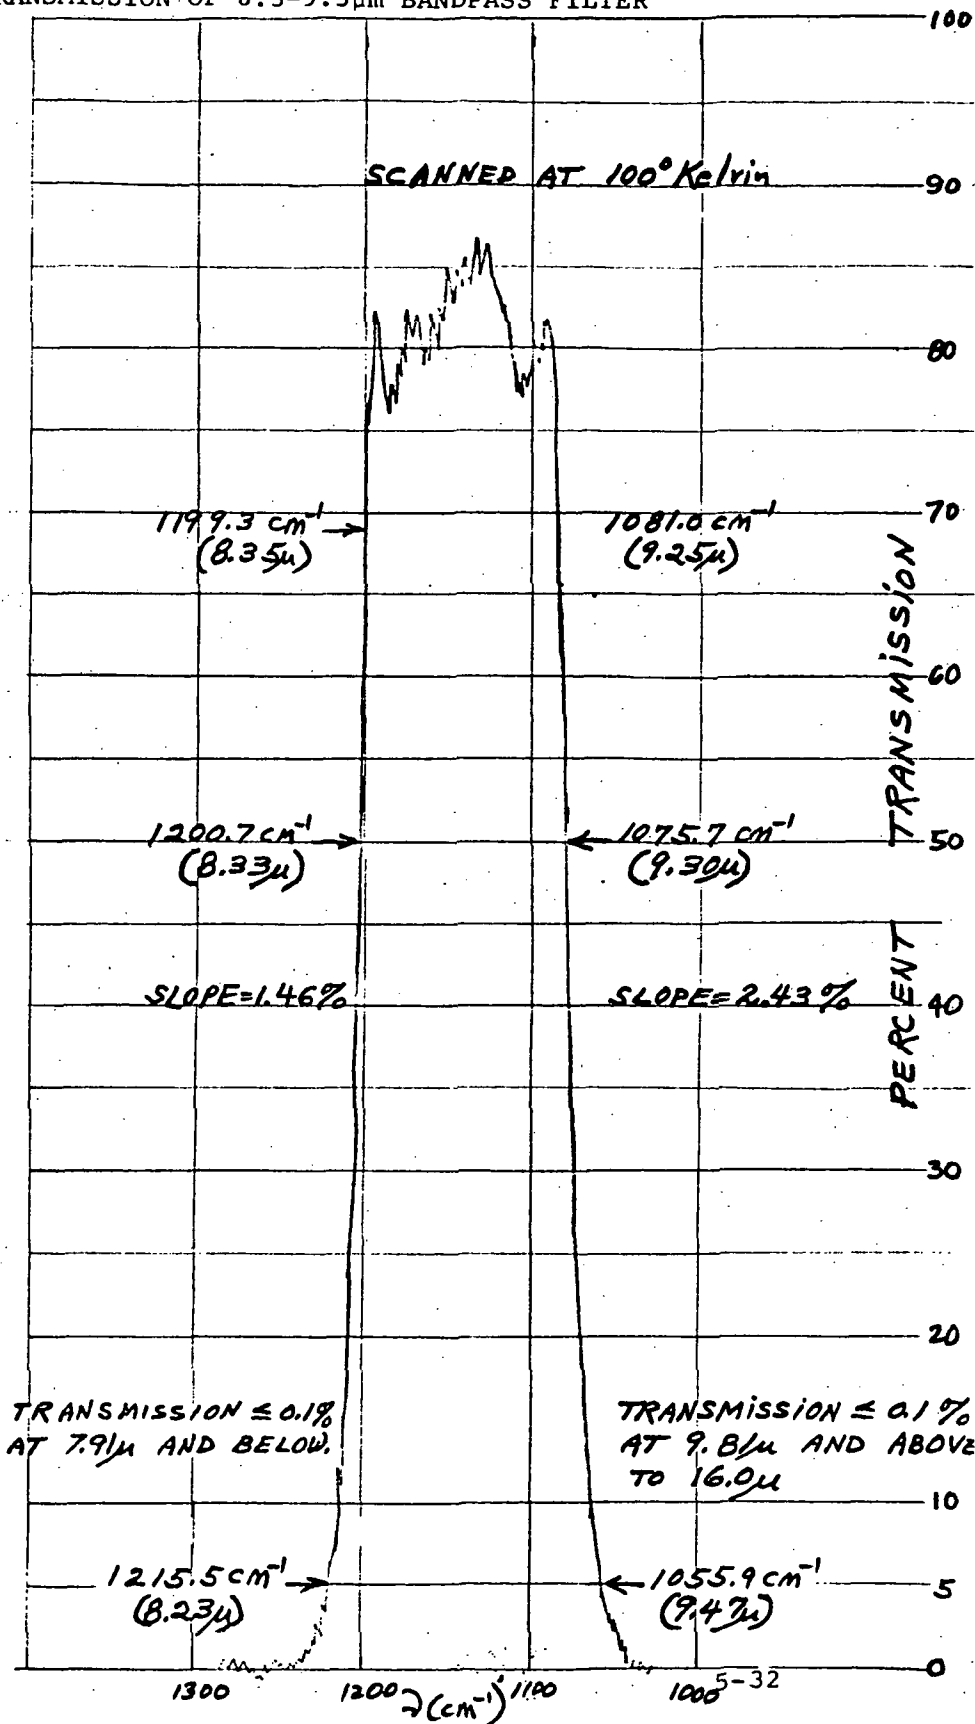 TRANSMISSION OF 8.3-9.3µm BANDPASS FILTER
100
SCANNED AT 100° Kelvin
90
80
1199.3 cm⁻¹
(8.35µ)
1081.0 cm⁻¹
(9.25µ)
70
60
1200.7 cm⁻¹
(8.33µ)
1075.7 cm⁻¹
(9.30µ)
50
PERCENT TRANSMISSION
SLOPE=1.46%
SLOPE=2.43%
40
30
20
TRANSMISSION ≤ 0.1%
AT 7.91µ AND BELOW.
TRANSMISSION ≤ 0.1%
AT 9.81µ AND ABOVE
TO 16.0µ
10
1215.5 cm⁻¹
(8.23µ)
1055.9 cm⁻¹
(9.47µ)
5
0
1300
1200
ν(cm⁻¹)
1100
1000
5-32